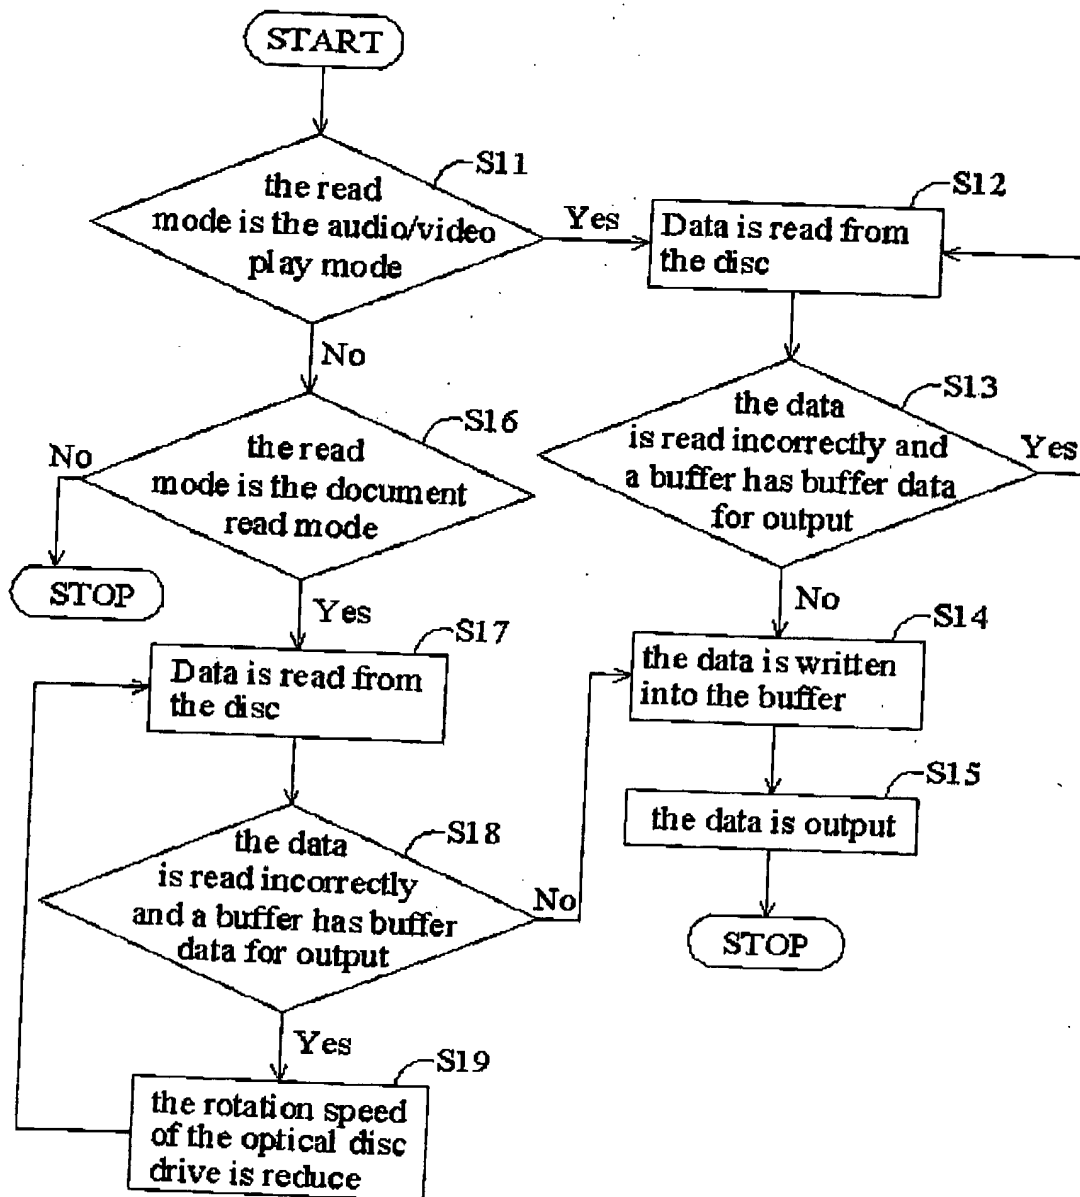 START
S11
the read
mode is the audio/video
play mode
Yes
S12
Data is read from
the disc
No
S13
the data
is read incorrectly and
a buffer has buffer data
for output
Yes
S16
the read
mode is the document
read mode
No
STOP
Yes
No
S14
the data is written
into the buffer
S17
Data is read from
the disc
S15
the data is output
S18
the data
is read incorrectly
and a buffer has buffer
data for output
No
STOP
Yes
S19
the rotation speed
of the optical disc
drive is reduce